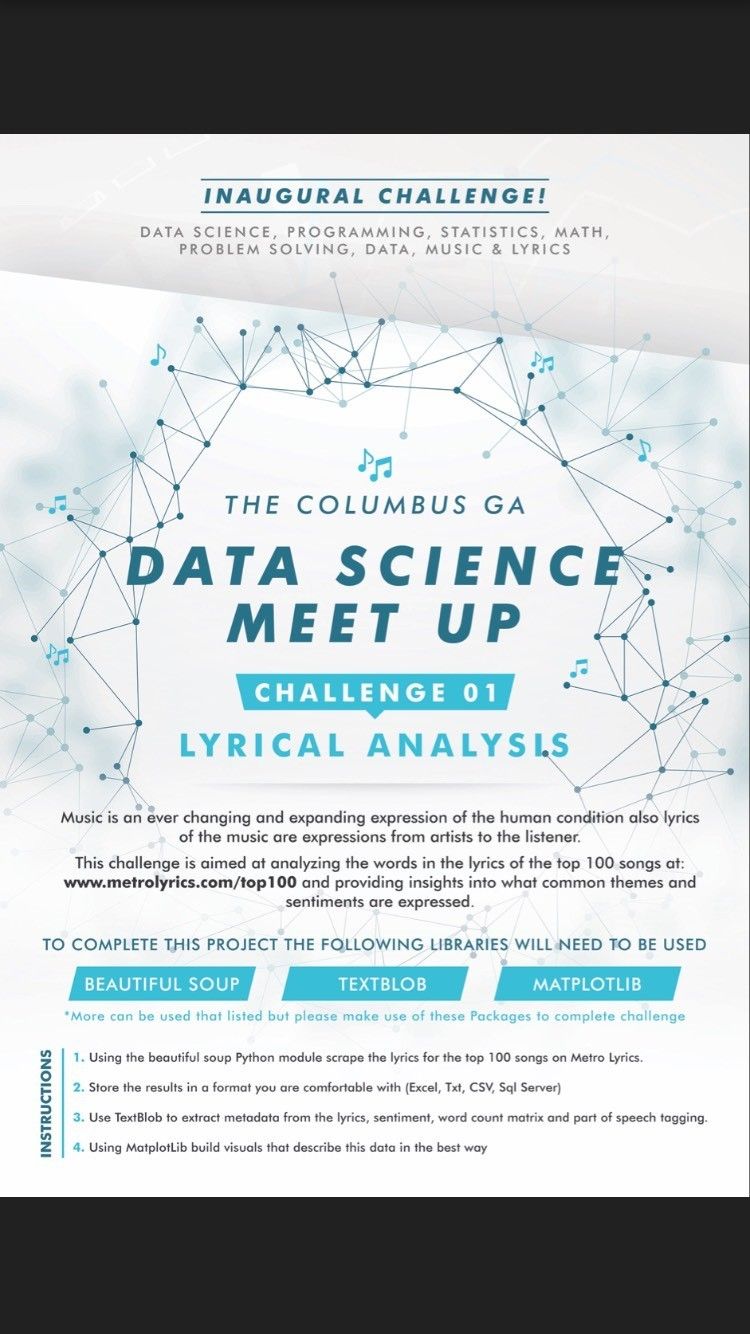 INAUGURAL CHALLENGE!
DATA SCIENCE, PROGRAMMING, STATISTICS, MATH,
PROBLEM SOLVING, DATA, MUSIC & LYRICS
THE COLUMBUS GA
DATA SCIENCE
MEET UP
CHALLENGE 01
LYRICAL ANALYSIS
Music is an ever changing and expanding expression of the human condition also lyrics
of the music are expressions from artists to the listener.
This challenge is aimed at analyzing the words in the lyrics of the top 100 songs at:
www.metrolyrics.com/top100 and providing insights into what common themes and
sentiments are expressed.
TO COMPLETE THIS PROJECT THE FOLLOWING LIBRARIES WILL NEED TO BE USED
BEAUTIFUL SOUP TEXTBLOB MATPLOTLIB
*More can be used that listed but please make use of these Packages to complete challenge
INSTRUCTIONS
1. Using the beautiful soup Python module scrape the lyrics for the top 100 songs on Metro Lyrics.
2. Store the results in a format you are comfortable with (Excel, Txt, CSV, Sql Server)
3. Use TextBlob to extract metadata from the lyrics, sentiment, word count matrix and part of speech tagging.
4. Using MatplotLib build visuals that describe this data in the best way